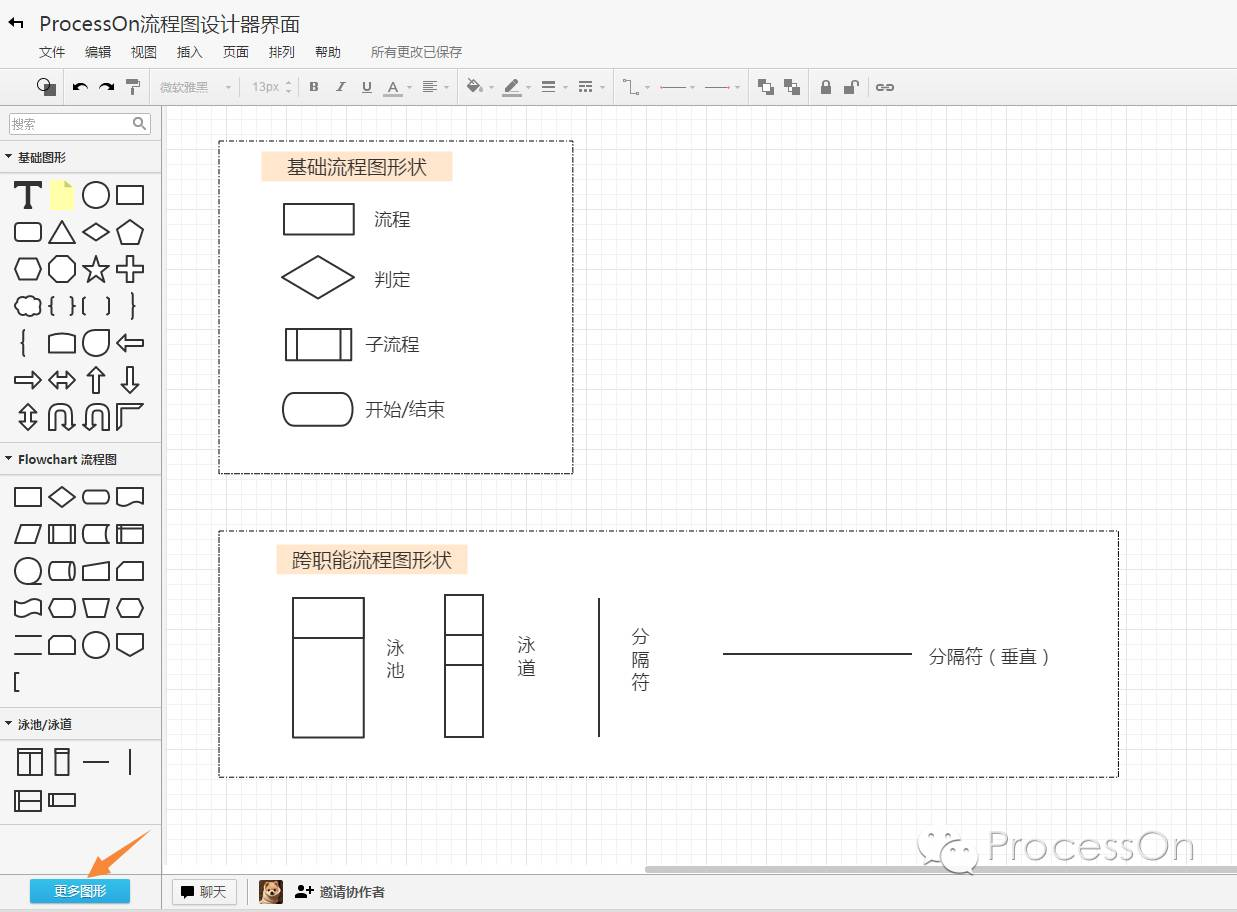 ProcessOn流程图设计器界面
文件 编辑 视图 插入 页面 排列 帮助 所有更改已保存
微软雅黑 13px B I U A
搜索
基础图形
T
Flowchart 流程图
泳池/泳道
更多图形
基础流程图形状
流程
判定
子流程
开始/结束
跨职能流程图形状
泳池
泳道
分隔符
分隔符（垂直）
ProcessOn
聊天 邀请协作者